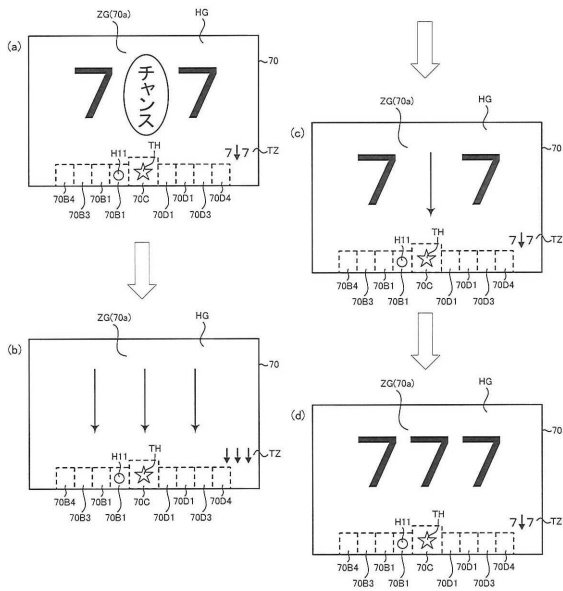 (a)
ZG(70a)
HG
7
チャンス
7
70
H11
TH
7↓7
TZ
70B4
70B3
70B1
70B1
70C
70D1
70D1
70D3
70D4
(b)
ZG(70a)
HG
70
↓ ↓ ↓
H11
TH
↓↓↓
TZ
70B4
70B3
70B1
70B1
70C
70D1
70D1
70D3
70D4
(c)
ZG(70a)
HG
7 ↓ 7
70
H11
TH
7↓7
TZ
70B4
70B3
70B1
70B1
70C
70D1
70D1
70D3
70D4
(d)
ZG(70a)
HG
777
70
H11
TH
7↓7
TZ
70B4
70B3
70B1
70B1
70C
70D1
70D1
70D3
70D4